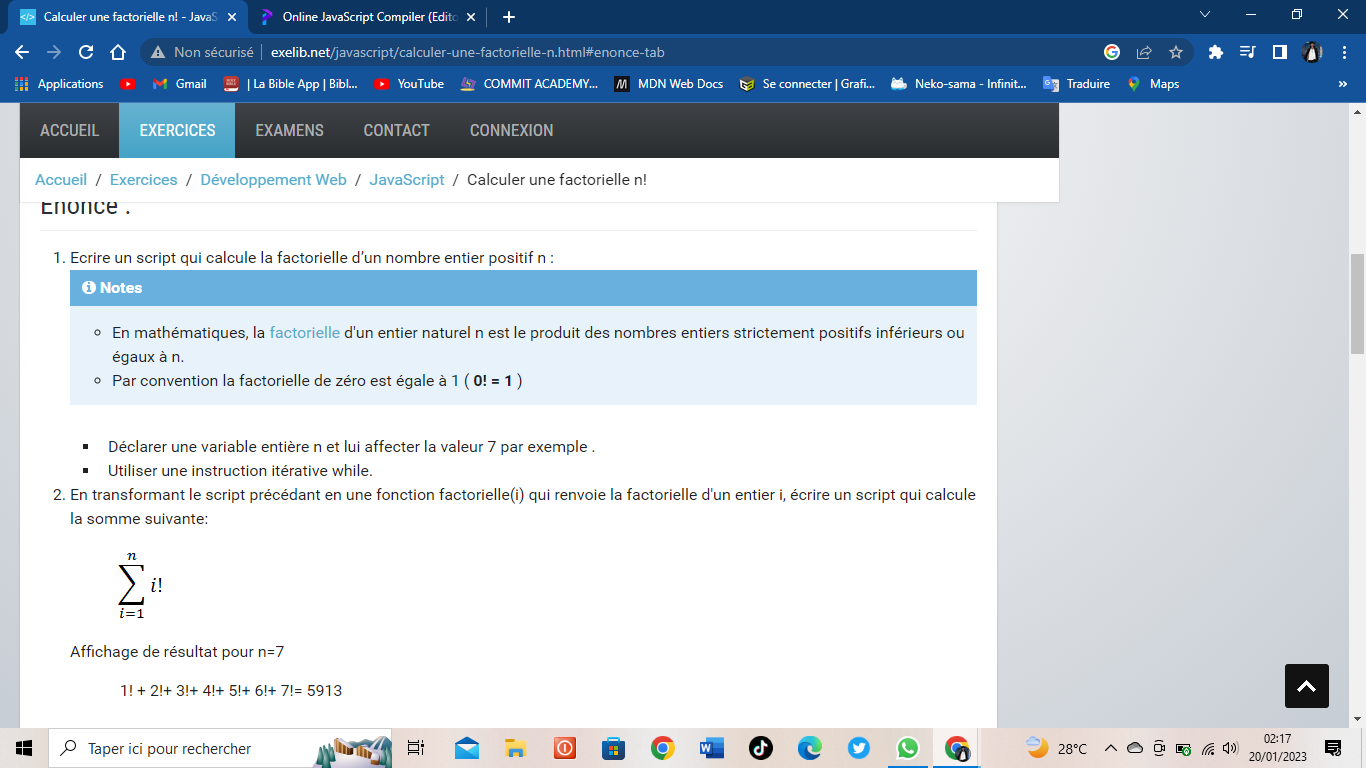 Calculer une factorielle n! - JavaS
Online JavaScript Compiler (Edito
Non sécurisé | exelib.net/javascript/calculer-une-factorielle-n.html#enonce-tab
Applications Gmail | La Bible App | Bibl... YouTube COMMIT ACADEMY... MDN Web Docs Se connecter | Grafi... Neko-sama - Infinit... Traduire Maps »
ACCUEIL EXERCICES EXAMENS CONTACT CONNEXION
Accueil / Exercices / Développement Web / JavaScript / Calculer une factorielle n!
Enoncé :
1. Ecrire un script qui calcule la factorielle d’un nombre entier positif n :
Notes
En mathématiques, la factorielle d'un entier naturel n est le produit des nombres entiers strictement positifs inférieurs ou
égaux à n.
Par convention la factorielle de zéro est égale à 1 ( 0! = 1 )
Déclarer une variable entière n et lui affecter la valeur 7 par exemple .
Utiliser une instruction itérative while.
2. En transformant le script précédant en une fonction factorielle(i) qui renvoie la factorielle d'un entier i, écrire un script qui calcule
la somme suivante:
n
∑ i!
i=1
Affichage de résultat pour n=7
1! + 2!+ 3!+ 4!+ 5!+ 6!+ 7!= 5913
Taper ici pour rechercher
28°C
02:17
20/01/2023